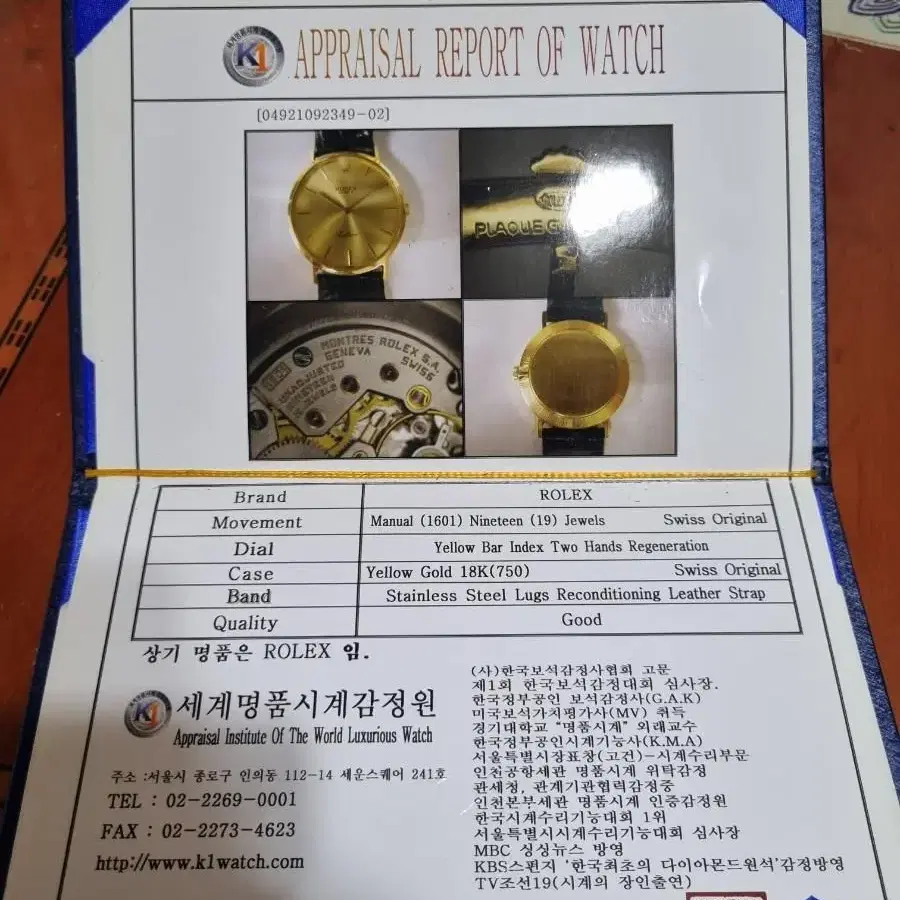 K1
APPRAISAL REPORT OF WATCH
[04921092349-02]
PLAQUE
MONTRES ROLEX S.A.
GENEVA
SWISS
UNADJUSTED
NINETEEN
19 JEWELS
Brand ROLEX
Movement Manual (1601) Nineteen (19) Jewels Swiss Original
Dial Yellow Bar Index Two Hands Regeneration
Case Yellow Gold 18K(750) Swiss Original
Band Stainless Steel Lugs Reconditioning Leather Strap
Quality Good
상기 명품은 ROLEX 임.
K1
세계명품시계감정원
Appraisal Institute Of The World Luxurious Watch
주소 :서울시 종로구 인의동 112-14 세운스퀘어 241호
TEL : 02-2269-0001
FAX : 02-2273-4623
http://www.k1watch.com
(사)한국보석감정사협회 고문
제1회 한국보석감정대회 심사장.
한국정부공인 보석감정사(G.A.K)
미국보석가치평가사(MV) 취득
경기대학교 "명품시계" 외래교수
한국정부공인시계기능사(K.M.A)
서울특별시장표창(고건)-시계수리부문
인천공항세관 명품시계 위탁감정
관세청, 관계기관협력감정중
인천본부세관 명품시계 인증감정원
한국시계수리기능대회 1위
서울특별시시계수리기능대회 심사장
MBC 싱싱뉴스 방영
KBS스펀지 '한국최초의 다이아몬드원석'감정방영
TV조선19(시계의 장인출연)